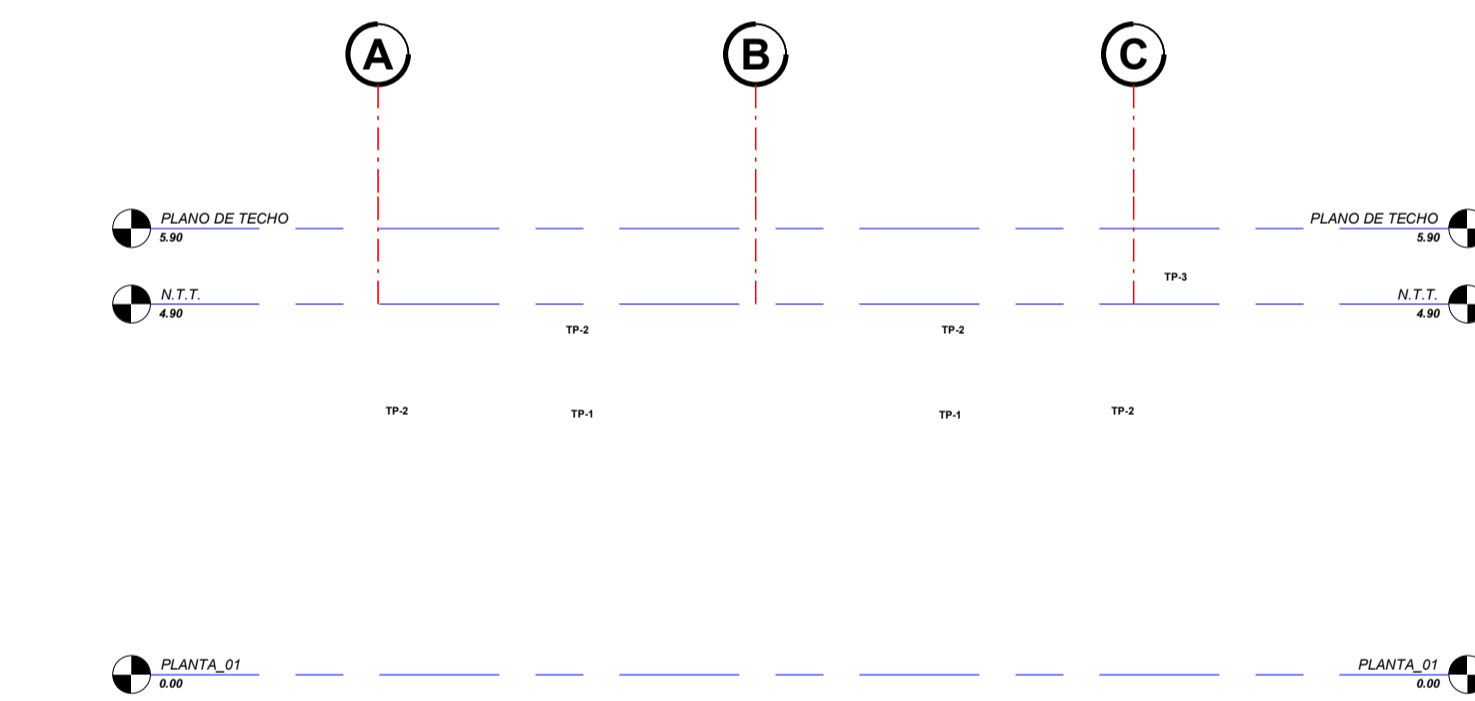 A B C
PLANO DE TECHO PLANO DE TECHO
5.90 5.90
TP-3
N.T.T. N.T.T.
4.90 4.90
TP-2 TP-2
TP-2 TP-1 TP-1 TP-2
PLANTA_01 PLANTA_01
0.00 0.00